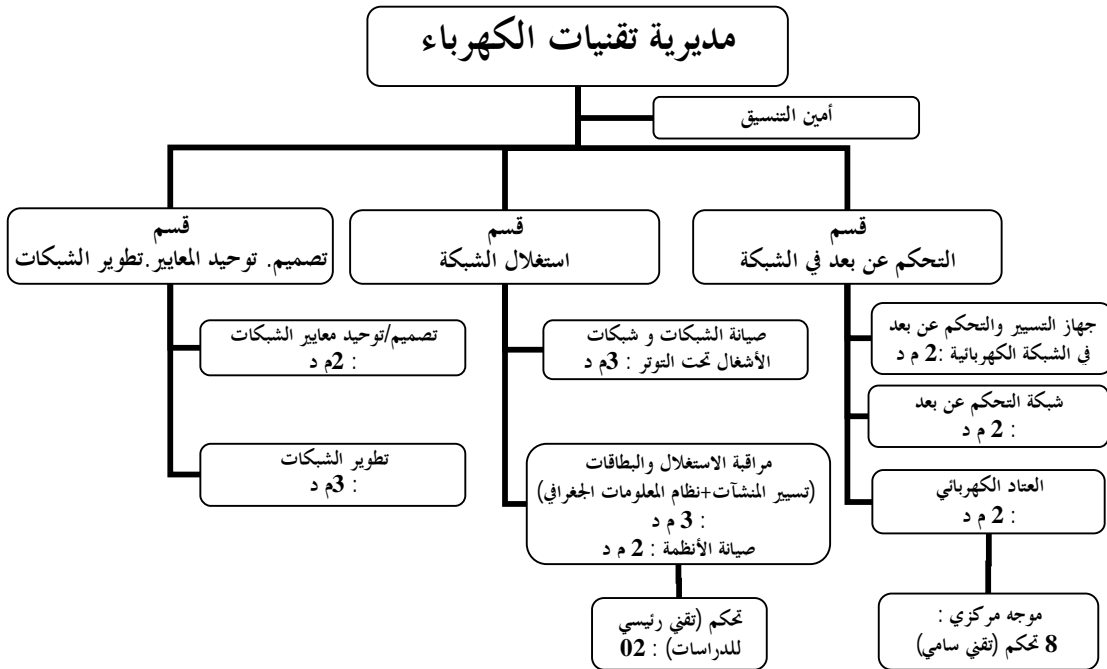 مديرية تقنيات الكهرباء
أمين التنسيق
قسم
التحكم عن بعد في الشبكة
جهاز التسيير والتحكم عن بعد
في الشبكة الكهربائية :2 م د
شبكة التحكم عن بعد
: 2 م د
العتاد الكهربائي
: 2 م د
موجه مركزي :
8 تحكم (تقني سامي)
قسم
استغلال الشبكة
صيانة الشبكات و شبكات
الأشغال تحت التوتر : 3م د
مراقبة الاستغلال والبطاقات
(تسيير المنشآت+نظام المعلومات الجغرافي)
: 3 م د
صيانة الأنظمة : 2 م د
تحكم (تقني رئيسي
للدراسات) : 02
قسم
تصميم. توحيد المعايير.تطوير الشبكات
تصميم/توحيد معايير الشبكات
: 2م د
تطوير الشبكات
: 3م د